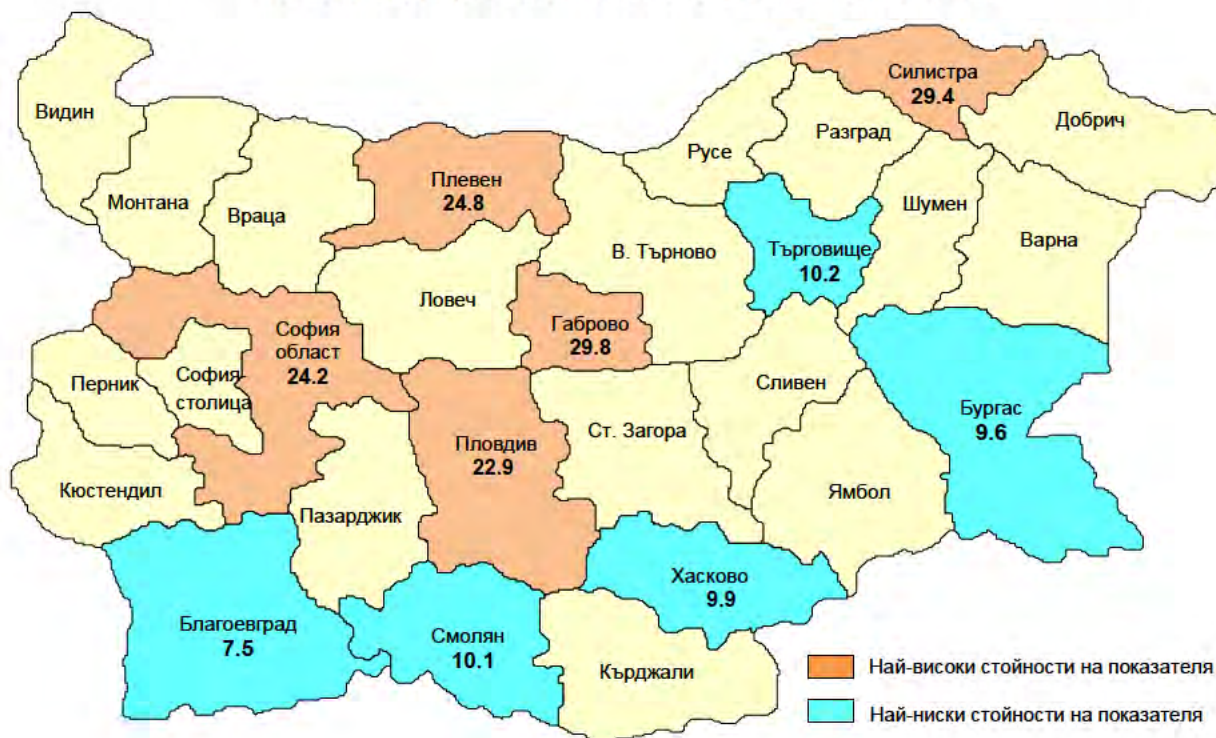 Силистра
29.4
Видин
Добрич
Разград
Русе
Плевен
24.8
Монтана
Враца
Шумен
Варна
В. Търново
Търговище
10.2
Ловеч
Габрово
29.8
София
област
24.2
Перник
София-
столица
Сливен
Бургас
9.6
Ст. Загора
Пловдив
22.9
Кюстендил
Ямбол
Пазарджик
Хасково
9.9
Благоевград
7.5
Смолян
10.1
Кърджали
Най-високи стойности на показателя
Най-ниски стойности на показателя